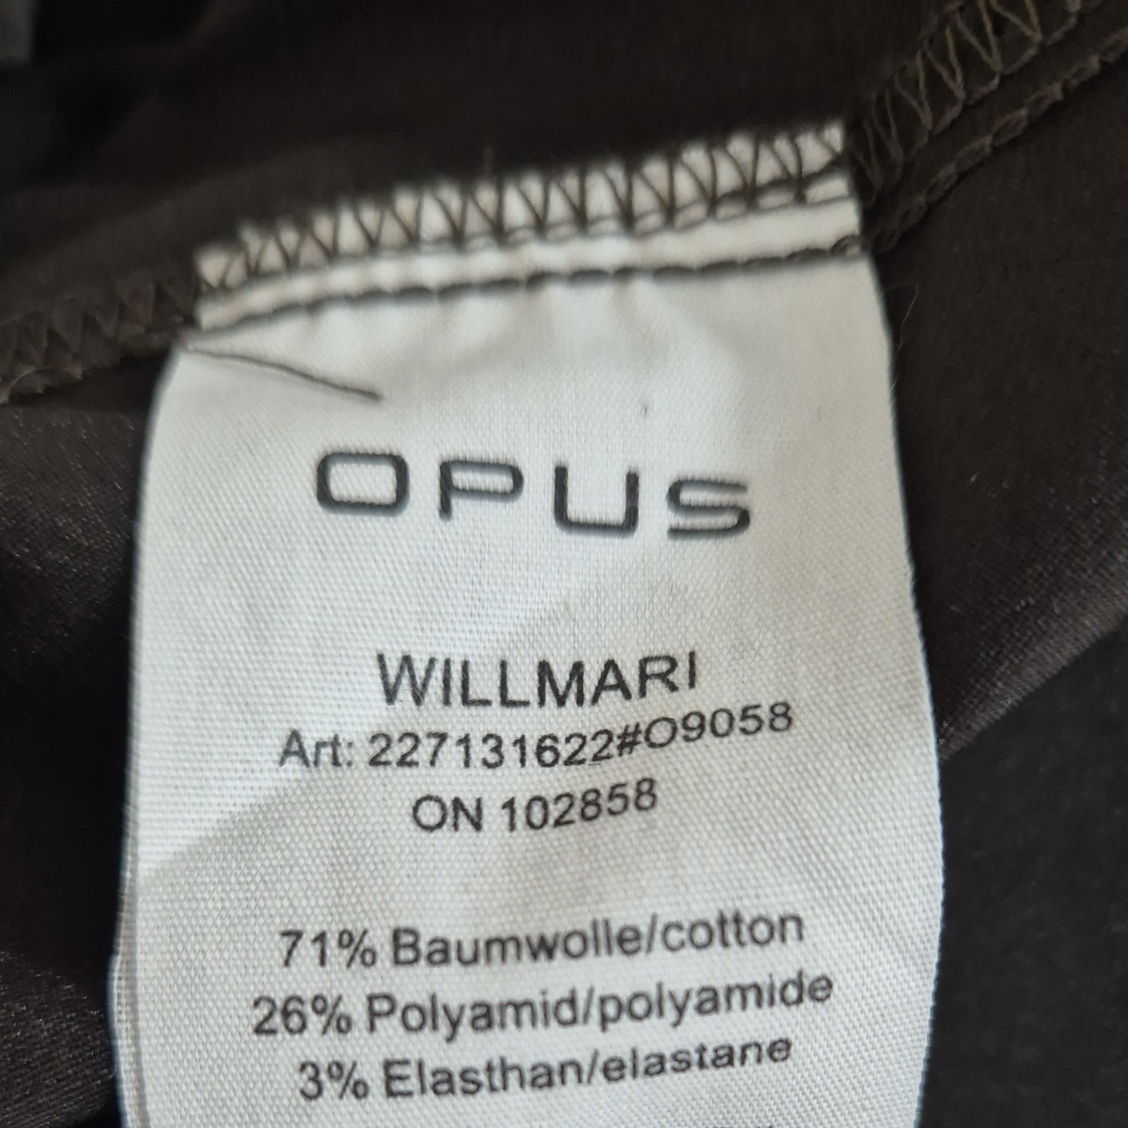 OPUS
WILLMARI
Art: 227131622#O9058
ON 102858
71% Baumwolle/cotton
26% Polyamid/polyamide
3% Elasthan/elastane